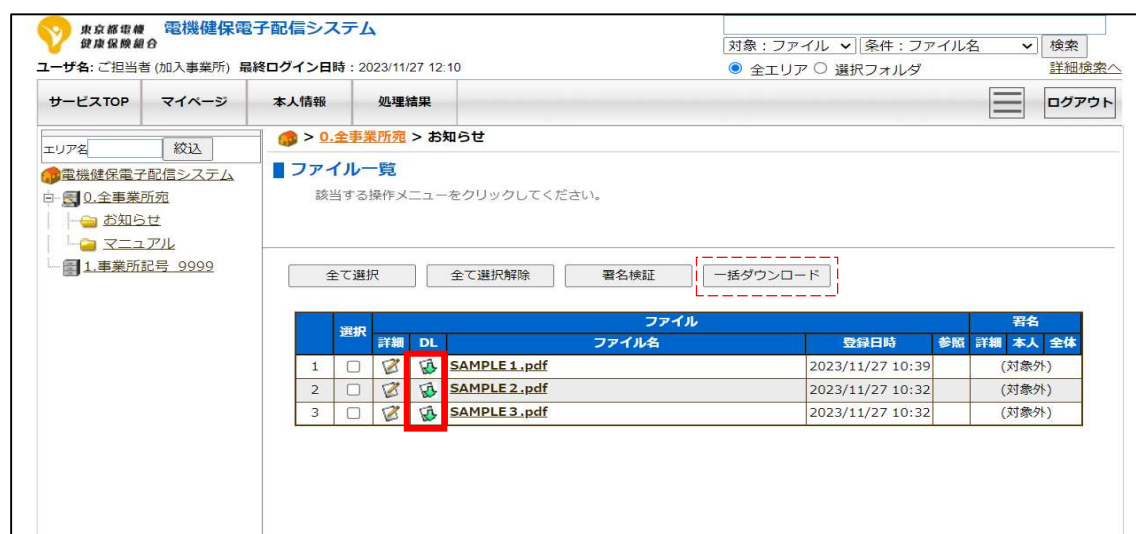 東京都電機
健康保険組合
電機健保電子配信システム
対象：ファイル 条件：ファイル名 検索
ユーザ名: ご担当者 (加入事業所) 最終ログイン日時：2023/11/27 12:10
全エリア 選択フォルダ 詳細検索へ
サービスTOP マイページ 本人情報 処理結果 ログアウト
エリア名 絞込
電機健保電子配信システム
0.全事業所宛
お知らせ
マニュアル
1.事業所記号_9999
> 0.全事業所宛 > お知らせ
ファイル一覧
該当する操作メニューをクリックしてください。
全て選択 全て選択解除 署名検証 一括ダウンロード
選択 ファイル 署名
詳細 DL ファイル名 登録日時 参照 詳細 本人 全体
1 SAMPLE１.pdf 2023/11/27 10:39 (対象外)
2 SAMPLE２.pdf 2023/11/27 10:32 (対象外)
3 SAMPLE３.pdf 2023/11/27 10:32 (対象外)